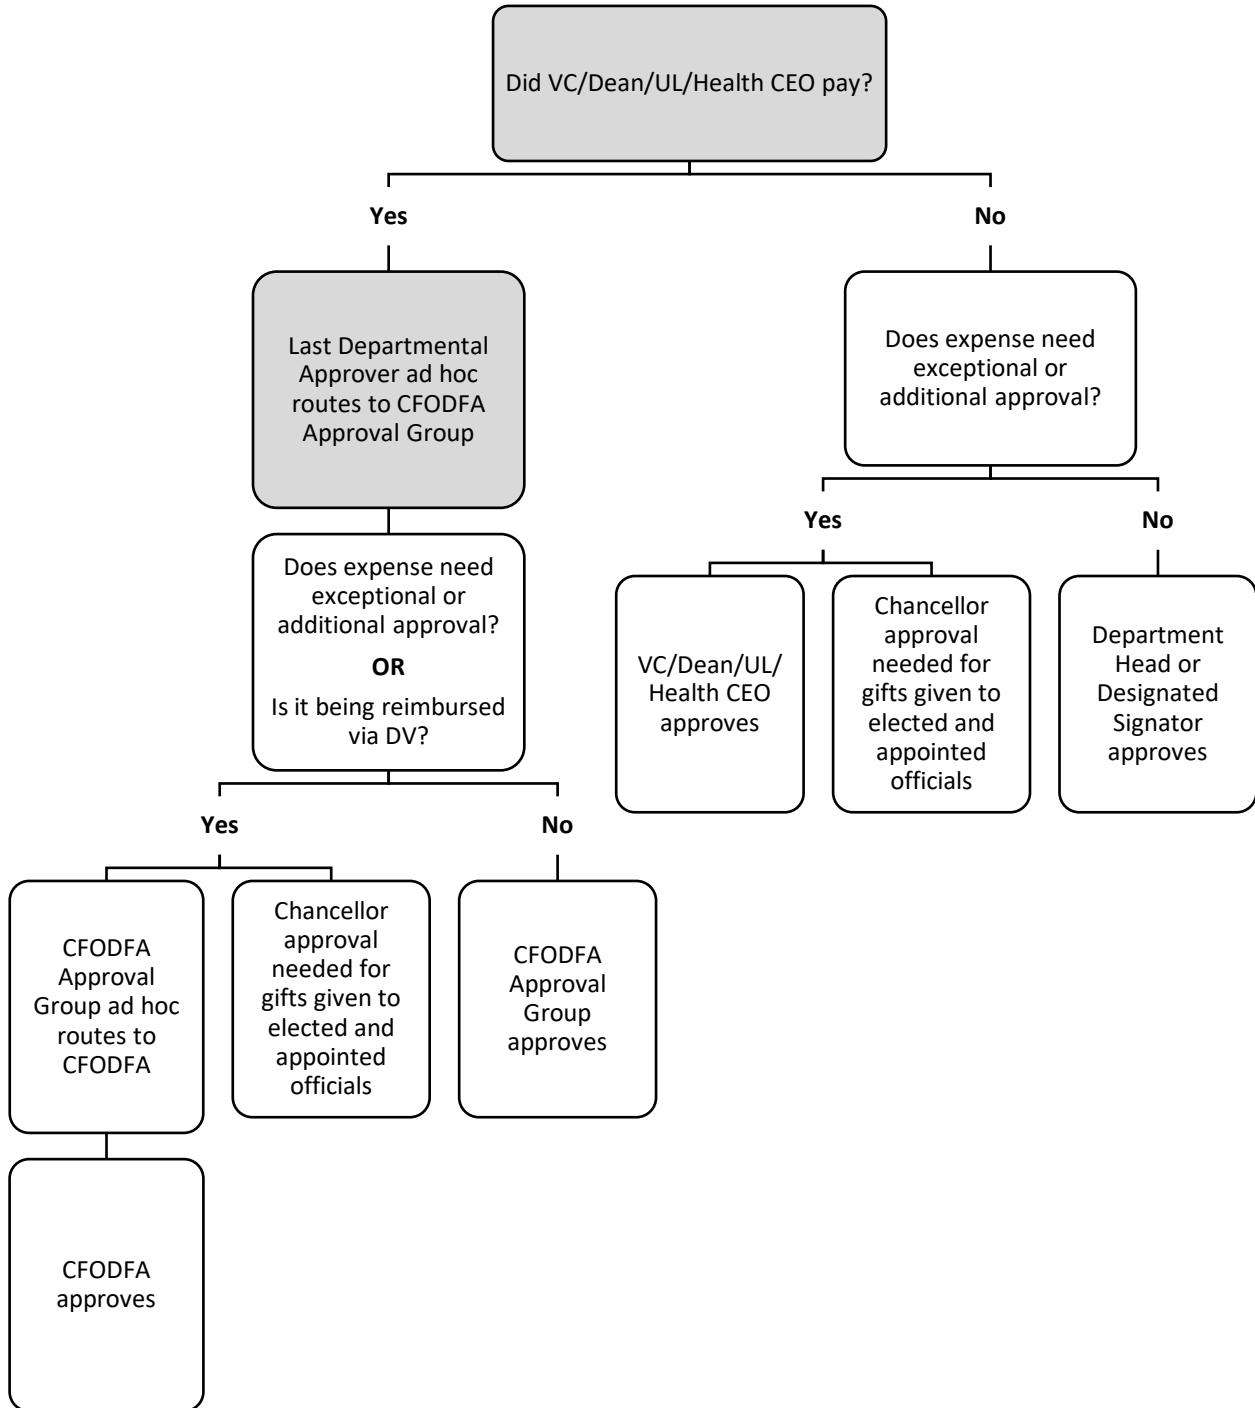 Did VC/Dean/UL/Health CEO pay?
Yes
No
Last Departmental
Approver ad hoc
routes to CFODFA
Approval Group
Does expense need
exceptional or
additional approval?
Does expense need
exceptional or
additional approval?
OR
Is it being reimbursed
via DV?
Yes
No
VC/Dean/UL/
Health CEO
approves
Chancellor
approval
needed for
gifts given to
elected and
appointed
officials
Department
Head or
Designated
Signator
approves
Yes
No
CFODFA
Approval
Group ad hoc
routes to
CFODFA
Chancellor
approval
needed for
gifts given to
elected and
appointed
officials
CFODFA
Approval
Group
approves
CFODFA
approves